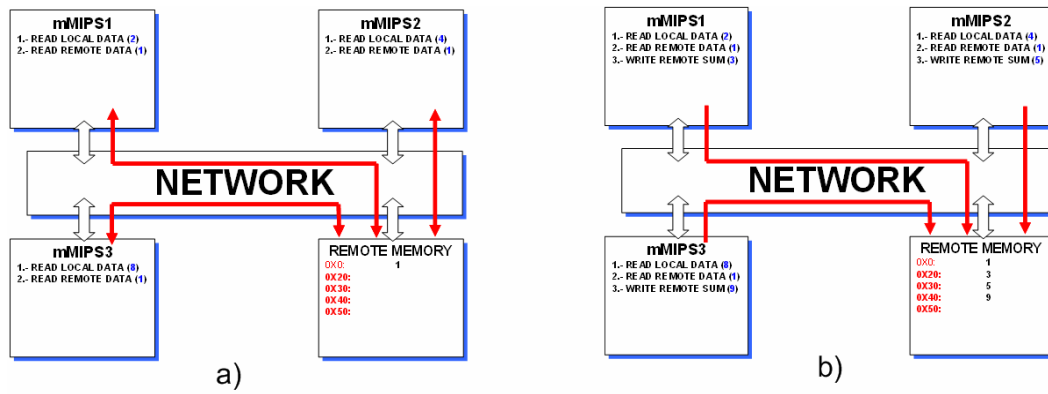 mMIPS1
1.- READ LOCAL DATA (2)
2.- READ REMOTE DATA (1)
mMIPS2
1.- READ LOCAL DATA (4)
2.- READ REMOTE DATA (1)
NETWORK
mMIPS3
1.- READ LOCAL DATA (8)
2.- READ REMOTE DATA (1)
REMOTE MEMORY
0X0: 1
0X20:
0X30:
0X40:
0X50:
a)
mMIPS1
1.- READ LOCAL DATA (2)
2.- READ REMOTE DATA (1)
3.- WRITE REMOTE SUM (3)
mMIPS2
1.- READ LOCAL DATA (4)
2.- READ REMOTE DATA (1)
3.- WRITE REMOTE SUM (5)
NETWORK
mMIPS3
1.- READ LOCAL DATA (8)
2.- READ REMOTE DATA (1)
3.- WRITE REMOTE SUM (9)
REMOTE MEMORY
0X0: 1
0X20: 3
0X30: 5
0X40: 9
0X50:
b)